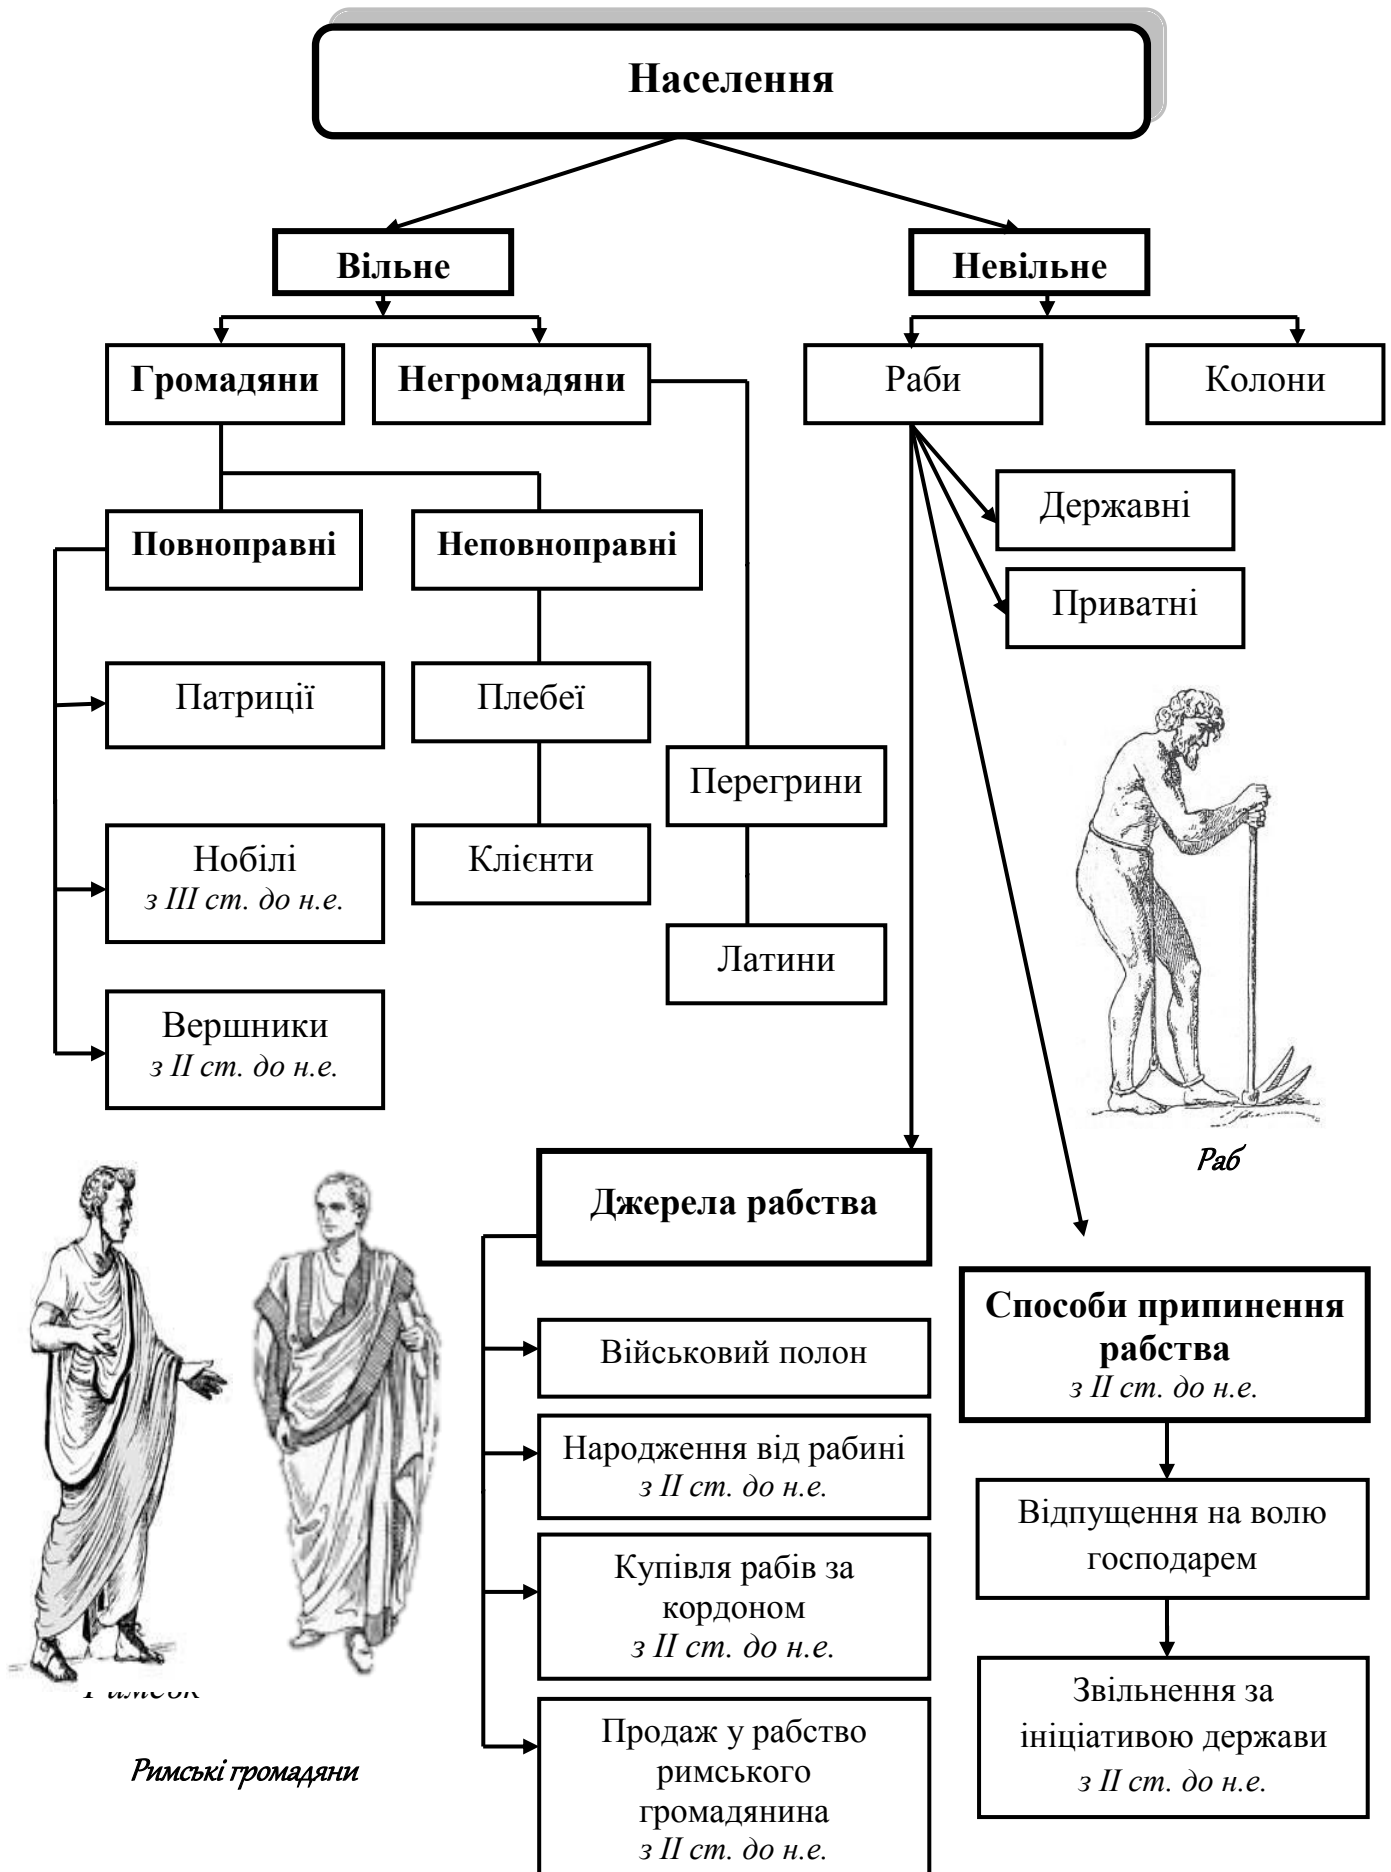 Населення
Вільне
Невільне
Громадяни
Негромадяни
Раби
Колони
Державні
Повноправні
Неповноправні
Приватні
Патриції
Плебеї
Перегрини
Нобілі
з III ст. до н.е.
Клієнти
Латини
Вершники
з II ст. до н.е.
Раб
Джерела рабства
Способи припинення
рабства
з II ст. до н.е.
Військовий полон
Народження від рабині
з II ст. до н.е.
Відпущення на волю
господарем
Купівля рабів за
кордоном
з II ст. до н.е.
Звільнення за
ініціативою держави
з II ст. до н.е.
Продаж у рабство
римського
громадянина
з II ст. до н.е.
Римські громадяни